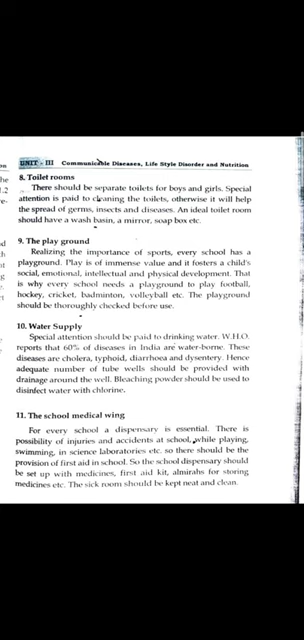 UNIT - III Communicable Diseases, Life Style Disorder and Nutrition
8. Toilet rooms
There should be separate toilets for boys and girls. Special
attention is paid to cleaning the toilets, otherwise it will help
the spread of germs, insects and diseases. An ideal toilet room
should have a wash basin, a mirror, soap box etc.
9. The play ground
Realizing the importance of sports, every school has a
playground. Play is of immense value and it fosters a child's
social, emotional, intellectual and physical development. That
is why every school needs a playground to play football,
hockey, cricket, badminton, volleyball etc. The playground
should be thoroughly checked before use.
10. Water Supply
Special attention should be paid to drinking water. W.H.O.
reports that 60% of diseases in India are water-borne. These
diseases are cholera, typhoid, diarrhoea and dysentery. Hence
adequate number of tube wells should be provided with
drainage around the well. Bleaching powder should be used to
disinfect water with chlorine.
11. The school medical wing
For every school a dispensary is essential. There is
possibility of injuries and accidents at school, while playing,
swimming, in science laboratories etc. so there should be the
provision of first aid in school. So the school dispensary should
be set up with medicines, first aid kit, almirahs for storing
medicines etc. The sick room should be kept neat and clean.